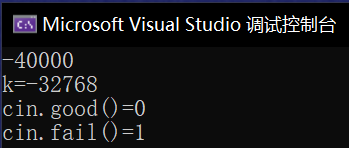 Microsoft Visual Studio 调试控制台
-40000
k=-32768
cin.good()=0
cin.fail()=1